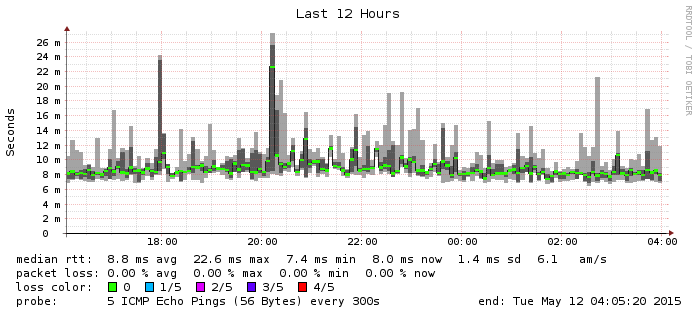 Last 12 Hours
RRDTOOL / TOBI OETIKER
Seconds
26 m
24 m
22 m
20 m
18 m
16 m
14 m
12 m
10 m
8 m
6 m
4 m
2 m
0
18:00 20:00 22:00 00:00 02:00 04:00
median rtt: 8.8 ms avg 22.6 ms max 7.4 ms min 8.0 ms now 1.4 ms sd 6.1 am/s
packet loss: 0.00 % avg 0.00 % max 0.00 % min 0.00 % now
loss color: 0 1/5 2/5 3/5 4/5
probe: 5 ICMP Echo Pings (56 Bytes) every 300s end: Tue May 12 04:05:20 2015